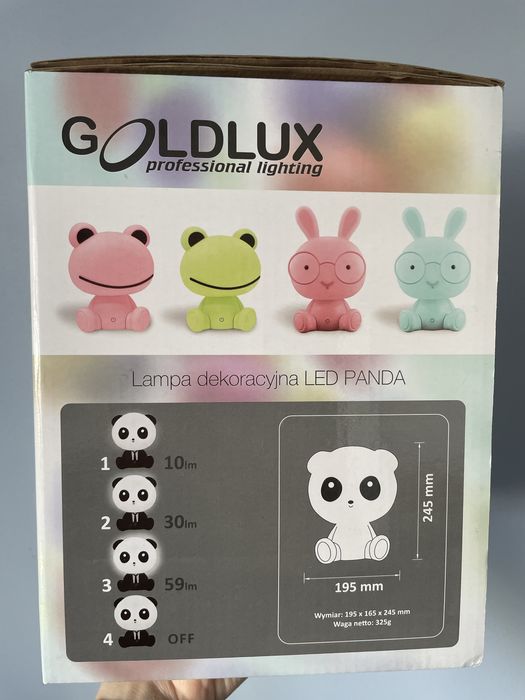 GOLDLUX
professional lighting
Lampa dekoracyjna LED PANDA
1 10lm
2 30lm
3 59lm
4 OFF
245 mm
195 mm
Wymiar: 195 x 165 x 245 mm
Waga netto: 325g